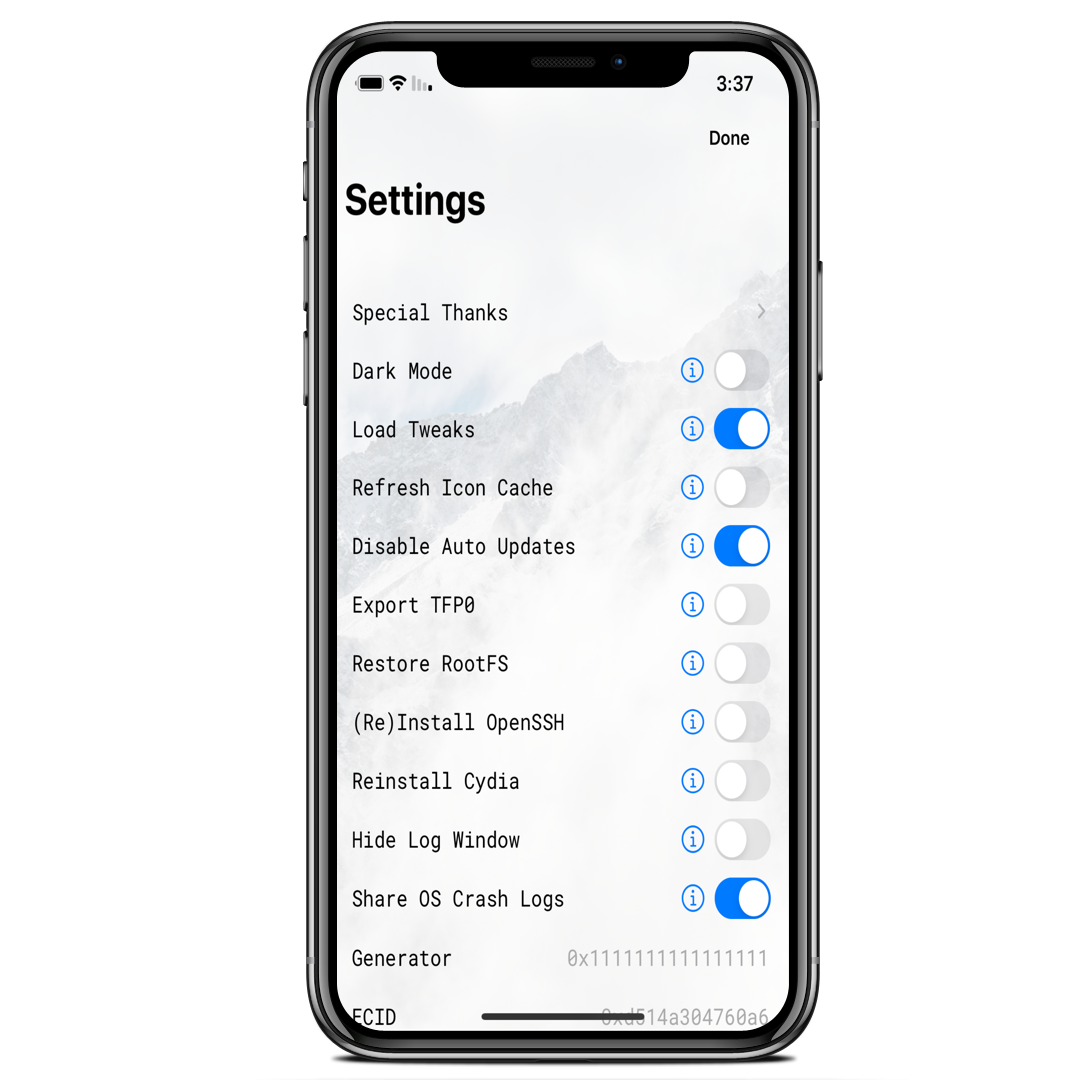 3:37
Done
Settings
Special Thanks
Dark Mode
Load Tweaks
Refresh Icon Cache
Disable Auto Updates
Export TFP0
Restore RootFS
(Re)Install OpenSSH
Reinstall Cydia
Hide Log Window
Share OS Crash Logs
Generator 0x1111111111111111
ECID 0xd514a304760a6